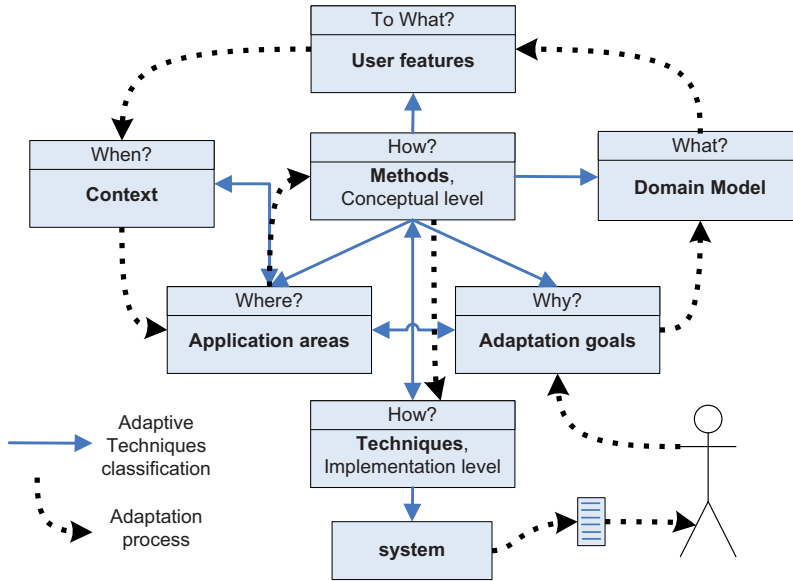 To What?
User features
When?
Context
How?
Methods,
Conceptual level
What?
Domain Model
Where?
Application areas
Why?
Adaptation goals
How?
Techniques,
Implementation level
system
Adaptive
Techniques
classification
Adaptation
process